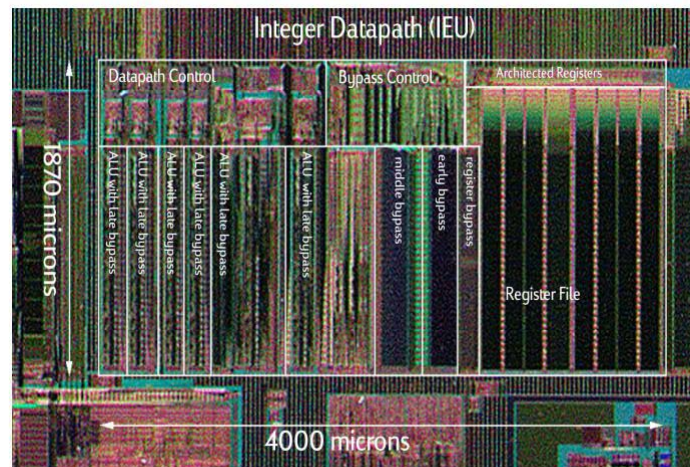 Integer Datapath (IEU)
Datapath Control
Bypass Control
Architected Registers
1870 microns
ALU with late bypass
ALU with late bypass
ALU with late bypass
ALU with late bypass
ALU with late bypass
ALU with late bypass
middle bypass
early bypass
register bypass
Register File
4000 microns